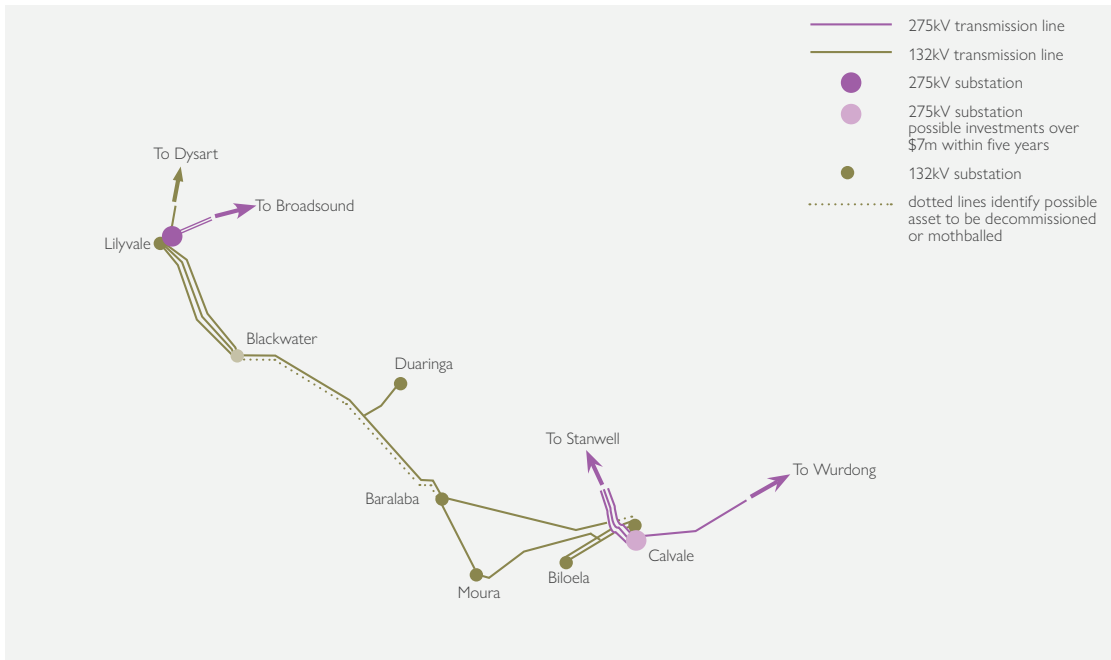 275kV transmission line
132kV transmission line
275kV substation
275kV substation
possible investments over
$7m within five years
132kV substation
dotted lines identify possible
asset to be decommissioned
or mothballed
To Dysart
To Broadsound
Lilyvale
Blackwater
Duaringa
To Stanwell
To Wurdong
Baralaba
Calvale
Biloela
Moura